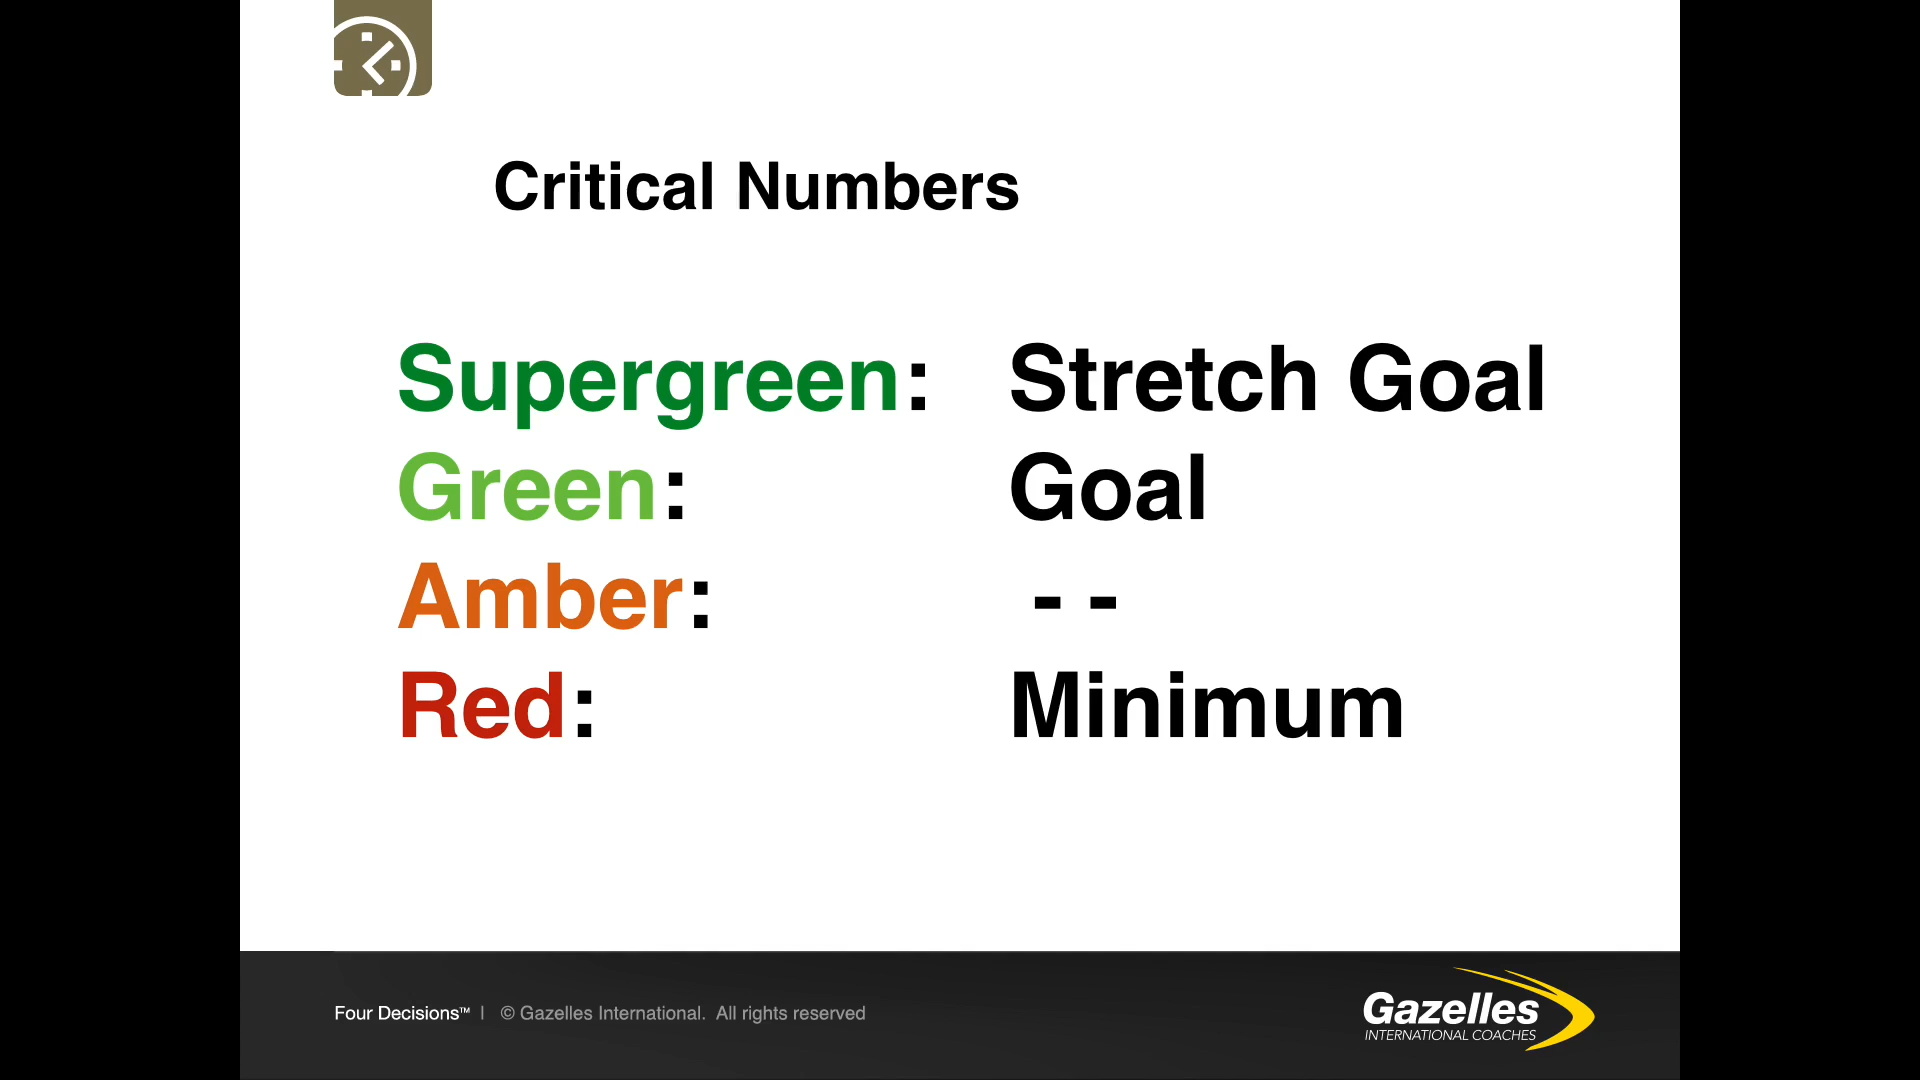 Critical Numbers
Supergreen: Stretch Goal
Green: Goal
Amber: - -
Red: Minimum
Four Decisions™ | © Gazelles International. All rights reserved
Gazelles
INTERNATIONAL COACHES